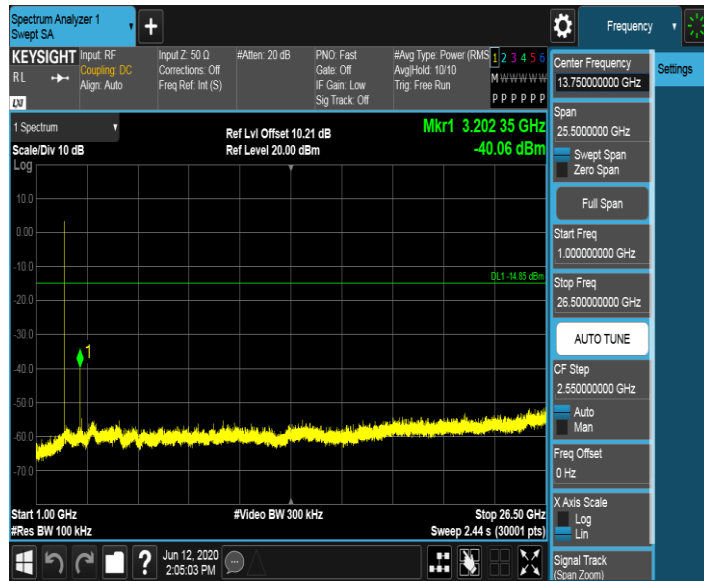 Spectrum Analyzer 1
Swept SA
Frequency
KEYSIGHT
RL
LXI
Input: RF
Coupling: DC
Align: Auto
Input Z: 50 Ω
Corrections: Off
Freq Ref: Int (S)
#Atten: 20 dB
PNO: Fast
Gate: Off
IF Gain: Low
Sig Track: Off
#Avg Type: Power (RMS
Avg|Hold: 10/10
Trig: Free Run
1 2 3 4 5 6
M W W W W W
P P P P P P
Center Frequency
13.750000000 GHz
Settings
Span
25.5000000 GHz
Swept Span
Zero Span
Full Span
Start Freq
1.000000000 GHz
Stop Freq
26.500000000 GHz
AUTO TUNE
CF Step
2.550000000 GHz
Auto
Man
Freq Offset
0 Hz
X Axis Scale
Log
Lin
Signal Track
(Span Zoom)
1 Spectrum
Scale/Div 10 dB
Ref Lvl Offset 10.21 dB
Ref Level 20.00 dBm
Mkr1 3.202 35 GHz
-40.06 dBm
Log
10.0
0.00
-10.0
DL1 -14.85 dBm
-20.0
-30.0
1
-40.0
-50.0
-60.0
-70.0
Start 1.00 GHz
#Video BW 300 kHz
Stop 26.50 GHz
#Res BW 100 kHz
Sweep 2.44 s (30001 pts)
?
Jun 12, 2020
2:05:03 PM